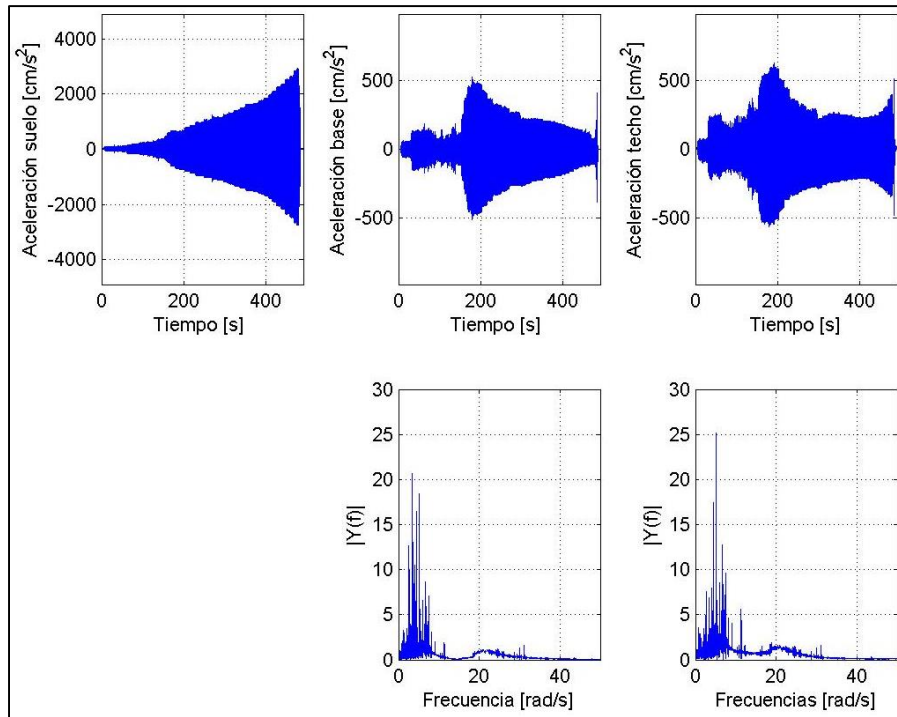 Aceleración suelo [cm/s²]
4000
2000
0
-2000
-4000
0 200 400
Tiempo [s]
Aceleración base [cm/s²]
500
0
-500
0 200 400
Tiempo [s]
Aceleración techo [cm/s²]
500
0
-500
0 200 400
Tiempo [s]
|Y(f)|
30
25
20
15
10
5
0
0 20 40
Frecuencia [rad/s]
|Y(f)|
30
25
20
15
10
5
0
0 20 40
Frecuencias [rad/s]